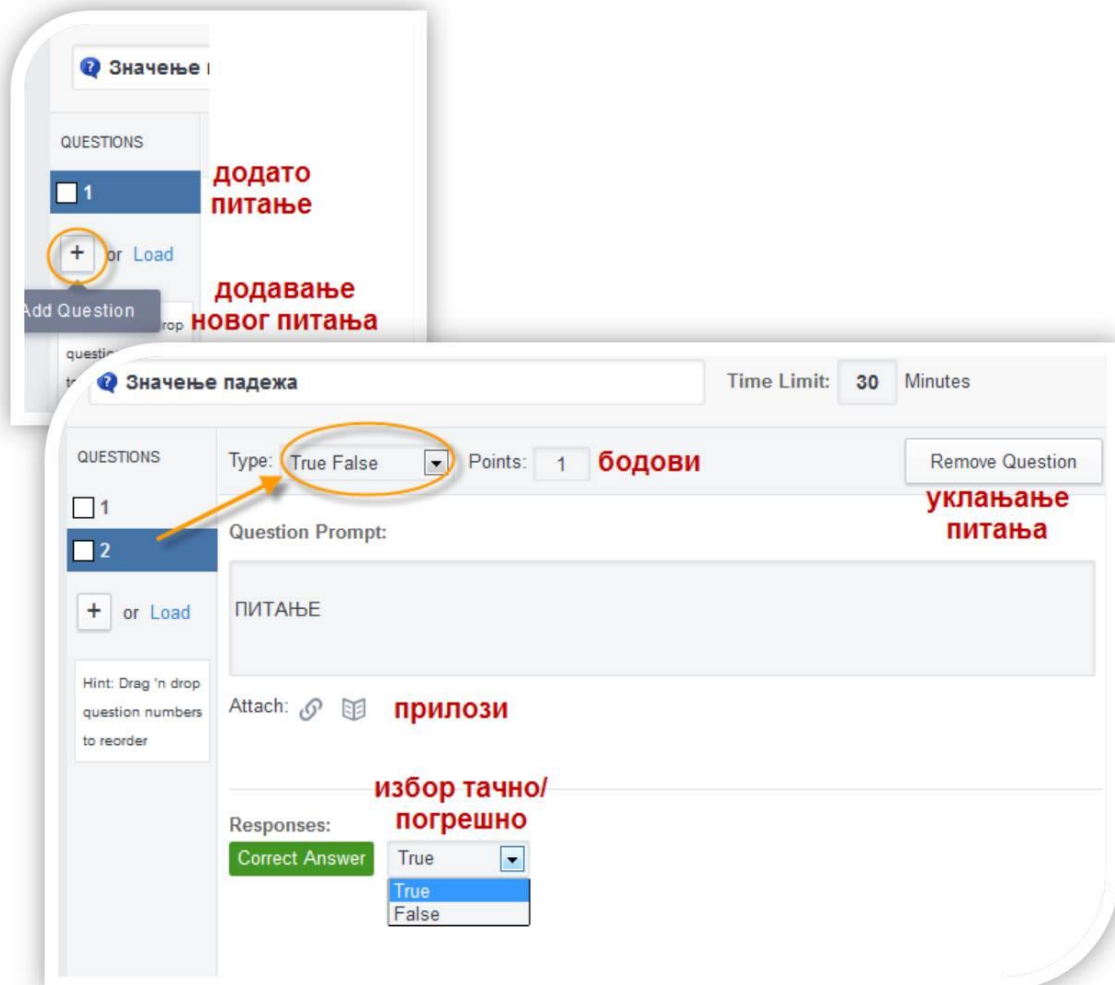 Значење
QUESTIONS
1
додато
питање
+ or Load
Add Question
додавање
новог питања
Значење падежа Time Limit: 30 Minutes
QUESTIONS Type: True False Points: 1 бодови Remove Question
уклањање
питања
1
2
Question Prompt:
+ or Load
ПИТАЊЕ
Hint: Drag 'n drop
question numbers
to reorder
Attach: прилози
избор тачно/
погрешно
Responses:
Correct Answer True
True
False